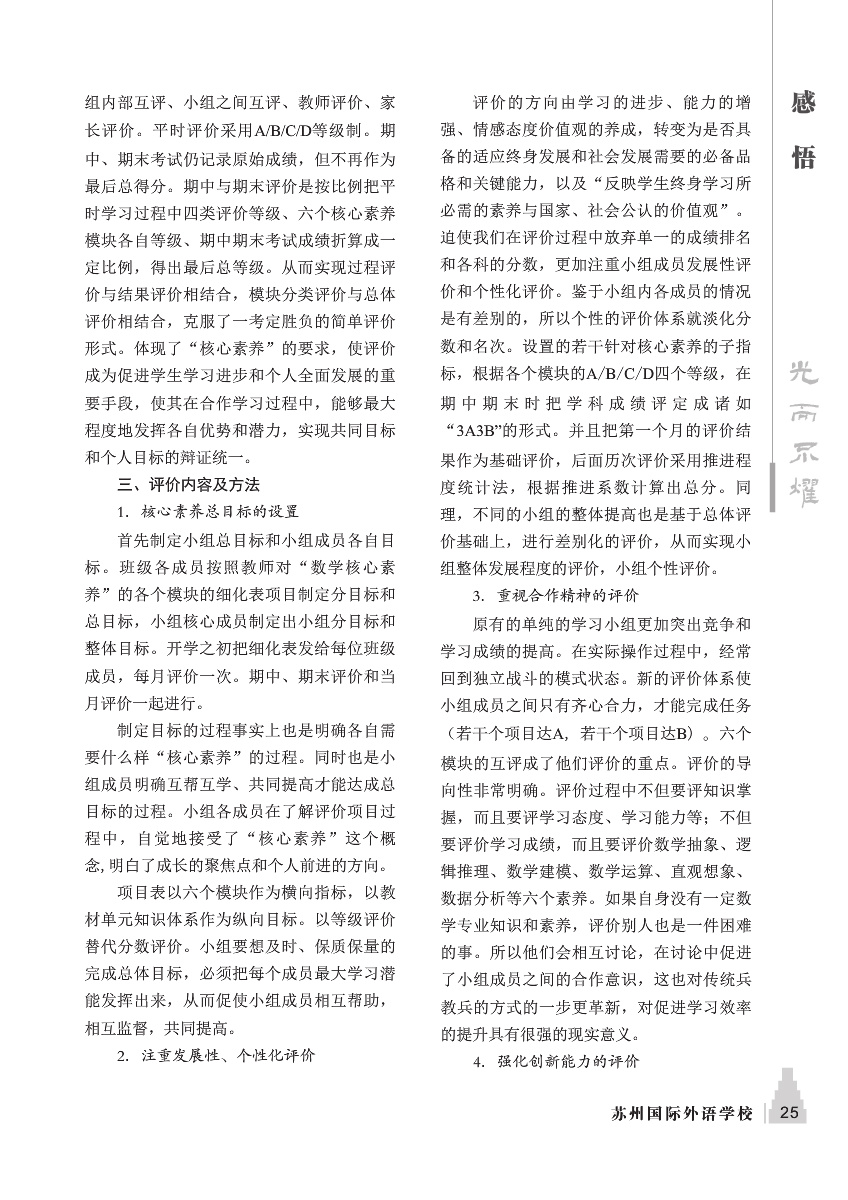 组内部互评、小组之间互评、教师评价、家
长评价。平时评价采用A/B/C/D等级制。期
中、期末考试仍记录原始成绩，但不再作为
最后总得分。期中与期末评价是按比例把平
时学习过程中四类评价等级、六个核心素养
模块各自等级、期中期末考试成绩折算成一
定比例，得出最后总等级。从而实现过程评
价与结果评价相结合，模块分类评价与总体
评价相结合，克服了一考定胜负的简单评价
形式。体现了“核心素养”的要求，使评价
成为促进学生学习进步和个人全面发展的重
要手段，使其在合作学习过程中，能够最大
程度地发挥各自优势和潜力，实现共同目标
和个人目标的辩证统一。
三、评价内容及方法
1. 核心素养总目标的设置
首先制定小组总目标和小组成员各自目
标。班级各成员按照教师对“数学核心素
养”的各个模块的细化表项目制定分目标和
总目标，小组核心成员制定出小组分目标和
整体目标。开学之初把细化表发给每位班级
成员，每月评价一次。期中、期末评价和当
月评价一起进行。
制定目标的过程事实上也是明确各自需
要什么样“核心素养”的过程。同时也是小
组成员明确互帮互学、共同提高才能达成总
目标的过程。小组各成员在了解评价项目过
程中，自觉地接受了“核心素养”这个概
念,明白了成长的聚焦点和个人前进的方向。
项目表以六个模块作为横向指标，以教
材单元知识体系作为纵向目标。以等级评价
替代分数评价。小组要想及时、保质保量的
完成总体目标，必须把每个成员最大学习潜
能发挥出来，从而促使小组成员相互帮助，
相互监督，共同提高。
2. 注重发展性、个性化评价
评价的方向由学习的进步、能力的增
强、情感态度价值观的养成，转变为是否具
备的适应终身发展和社会发展需要的必备品
格和关键能力，以及“反映学生终身学习所
必需的素养与国家、社会公认的价值观”。
迫使我们在评价过程中放弃单一的成绩排名
和各科的分数，更加注重小组成员发展性评
价和个性化评价。鉴于小组内各成员的情况
是有差别的，所以个性的评价体系就淡化分
数和名次。设置的若干针对核心素养的子指
标，根据各个模块的A/B/C/D四个等级，在
期中期末时把学科成绩评定成诸如
“3A3B”的形式。并且把第一个月的评价结
果作为基础评价，后面历次评价采用推进程
度统计法，根据推进系数计算出总分。同
理，不同的小组的整体提高也是基于总体评
价基础上，进行差别化的评价，从而实现小
组整体发展程度的评价，小组个性评价。
3. 重视合作精神的评价
原有的单纯的学习小组更加突出竞争和
学习成绩的提高。在实际操作过程中，经常
回到独立战斗的模式状态。新的评价体系使
小组成员之间只有齐心合力，才能完成任务
（若干个项目达A，若干个项目达B）。六个
模块的互评成了他们评价的重点。评价的导
向性非常明确。评价过程中不但要评知识掌
握，而且要评学习态度、学习能力等；不但
要评价学习成绩，而且要评价数学抽象、逻
辑推理、数学建模、数学运算、直观想象、
数据分析等六个素养。如果自身没有一定数
学专业知识和素养，评价别人也是一件困难
的事。所以他们会相互讨论，在讨论中促进
了小组成员之间的合作意识，这也对传统兵
教兵的方式的一步更革新，对促进学习效率
的提升具有很强的现实意义。
4. 强化创新能力的评价
感悟
光而不耀
苏州国际外语学校 25